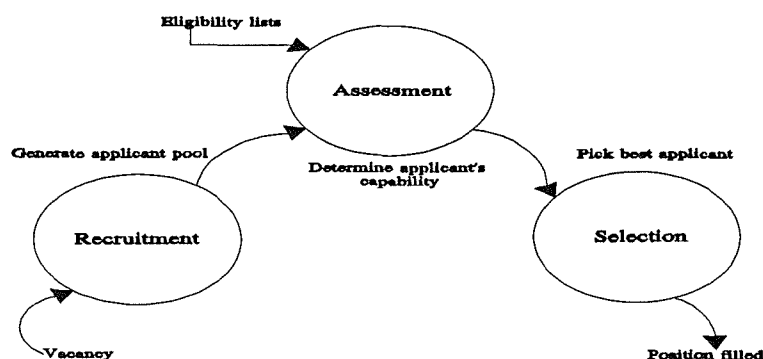 Eligibility lists
Assessment
Generate applicant pool
Determine applicant's
capability
Pick best applicant
Recruitment
Selection
Vacancy
Position filled